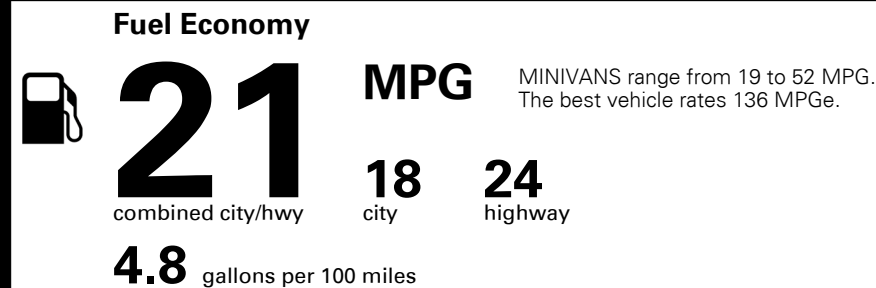 Fuel Economy
21 MPG
MINIVANS range from 19 to 52 MPG.
The best vehicle rates 136 MPGe.
combined city/hwy
18
city
24
highway
4.8 gallons per 100 miles